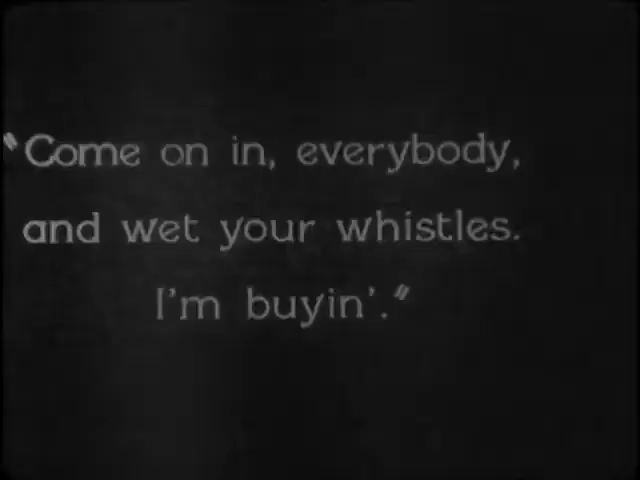 "Come on in, everybody,
and wet your whistles.
I'm buyin'."